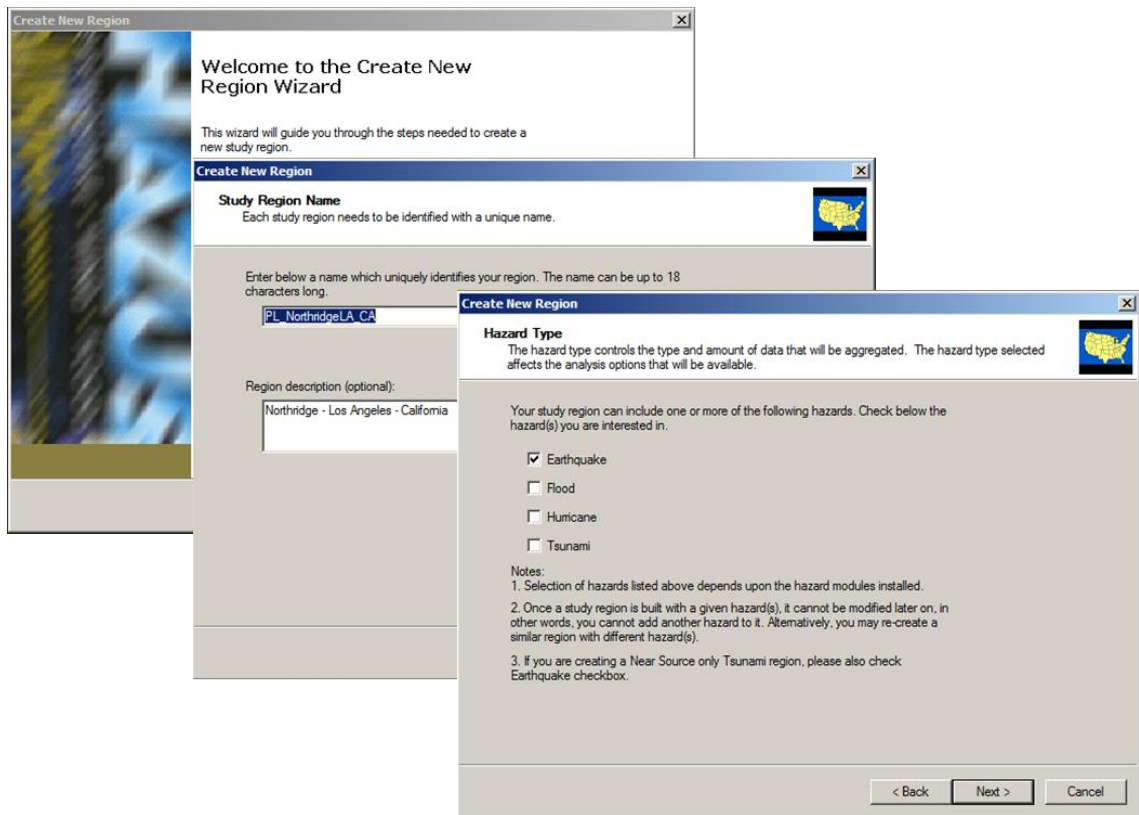 Create New Region
Welcome to the Create New
Region Wizard
This wizard will guide you through the steps needed to create a
new study region.
Create New Region
Study Region Name
Each study region needs to be identified with a unique name.
Enter below a name which uniquely identifies your region. The name can be up to 18
characters long.
PL_NorthridgeLA_CA
Region description (optional):
Northridge - Los Angeles - California
Create New Region
Hazard Type
The hazard type controls the type and amount of data that will be aggregated. The hazard type selected
affects the analysis options that will be available.
Your study region can include one or more of the following hazards. Check below the
hazard(s) you are interested in.
Earthquake
Flood
Hurricane
Tsunami
Notes:
1. Selection of hazards listed above depends upon the hazard modules installed.
2. Once a study region is built with a given hazard(s), it cannot be modified later on, in
other words, you cannot add another hazard to it. Alternatively, you may re-create a
similar region with different hazard(s).
3. If you are creating a Near Source only Tsunami region, please also check
Earthquake checkbox.
< Back
Next >
Cancel